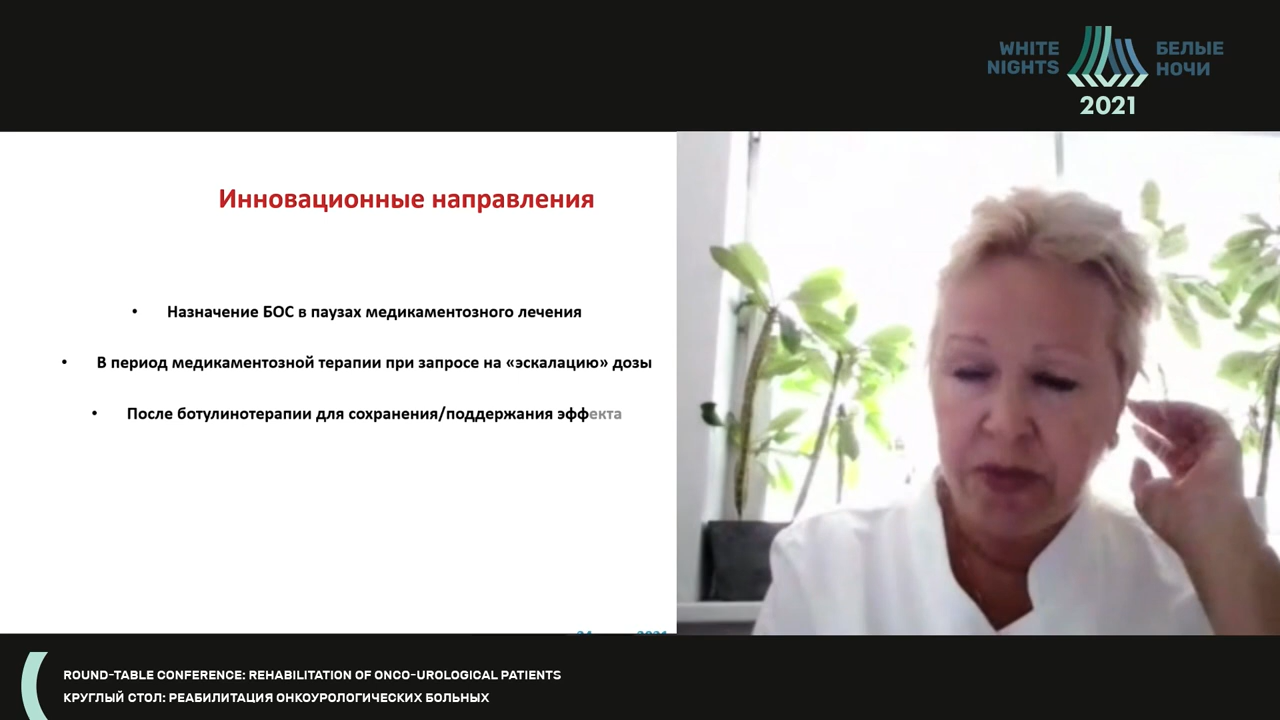 WHITE
NIGHTS
БЕЛЫЕ
НОЧИ
2021
Инновационные направления
• Назначение БОС в паузах медикаментозного лечения
• В период медикаментозной терапии при запросе на «эскалацию» дозы
• После ботулинотерапии для сохранения/поддержания эффекта
ROUND-TABLE CONFERENCE: REHABILITATION OF ONCO-UROLOGICAL PATIENTS
КРУГЛЫЙ СТОЛ: РЕАБИЛИТАЦИЯ ОНКОУРОЛОГИЧЕСКИХ БОЛЬНЫХ